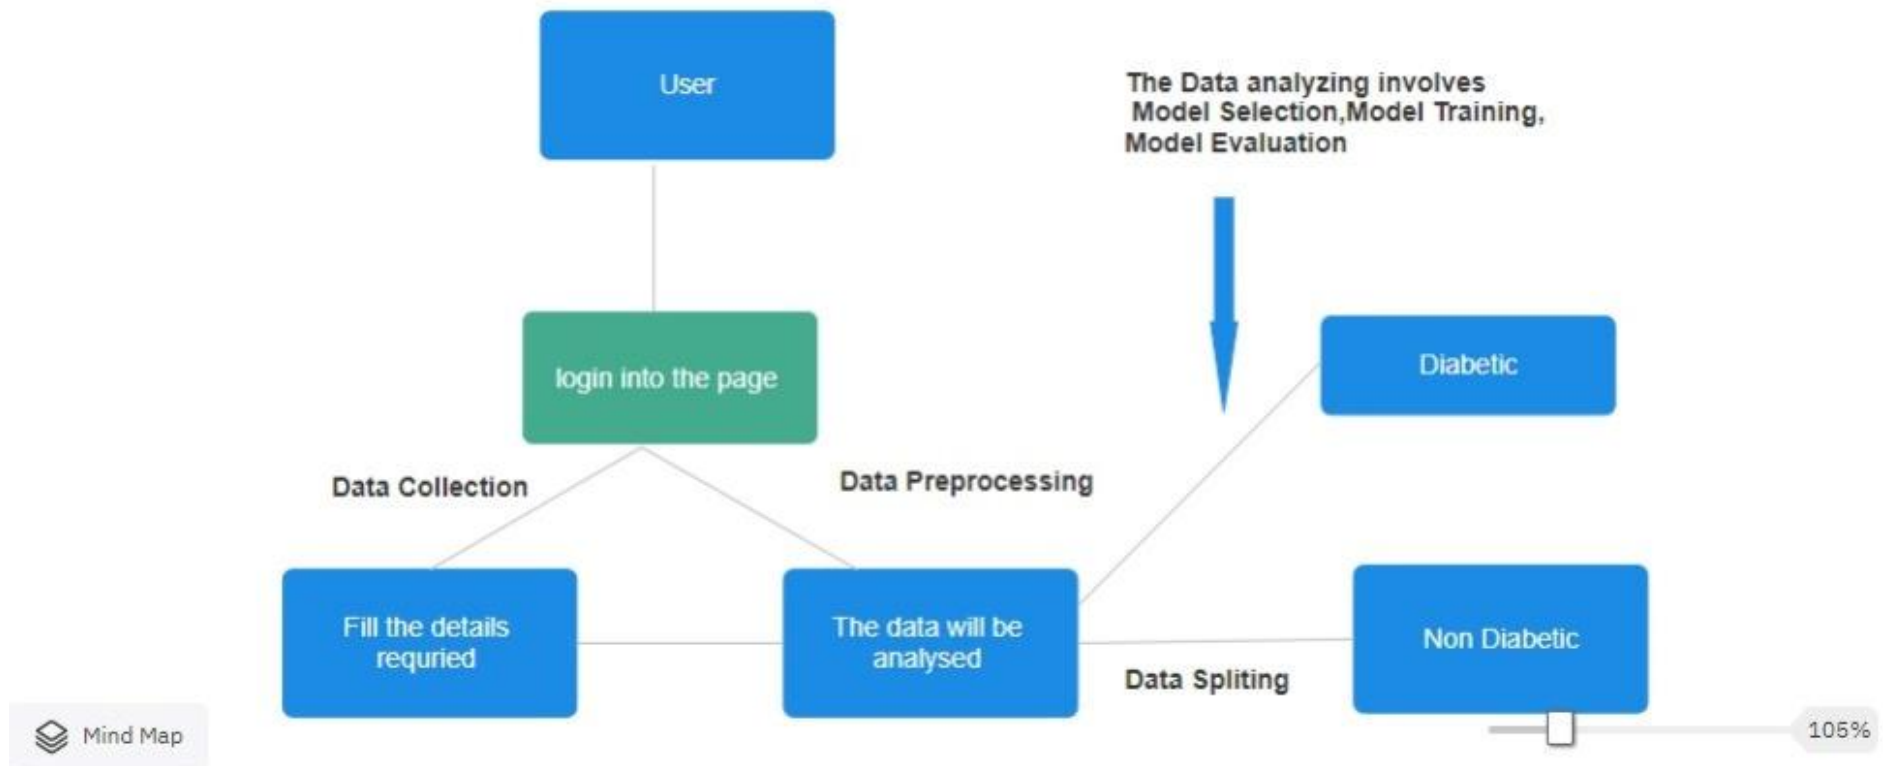 User
The Data analyzing involves
Model Selection,Model Training,
Model Evaluation
login into the page
Diabetic
Data Collection
Data Preprocessing
Fill the details
requried
The data will be
analysed
Non Diabetic
Data Spliting
Mind Map
105%